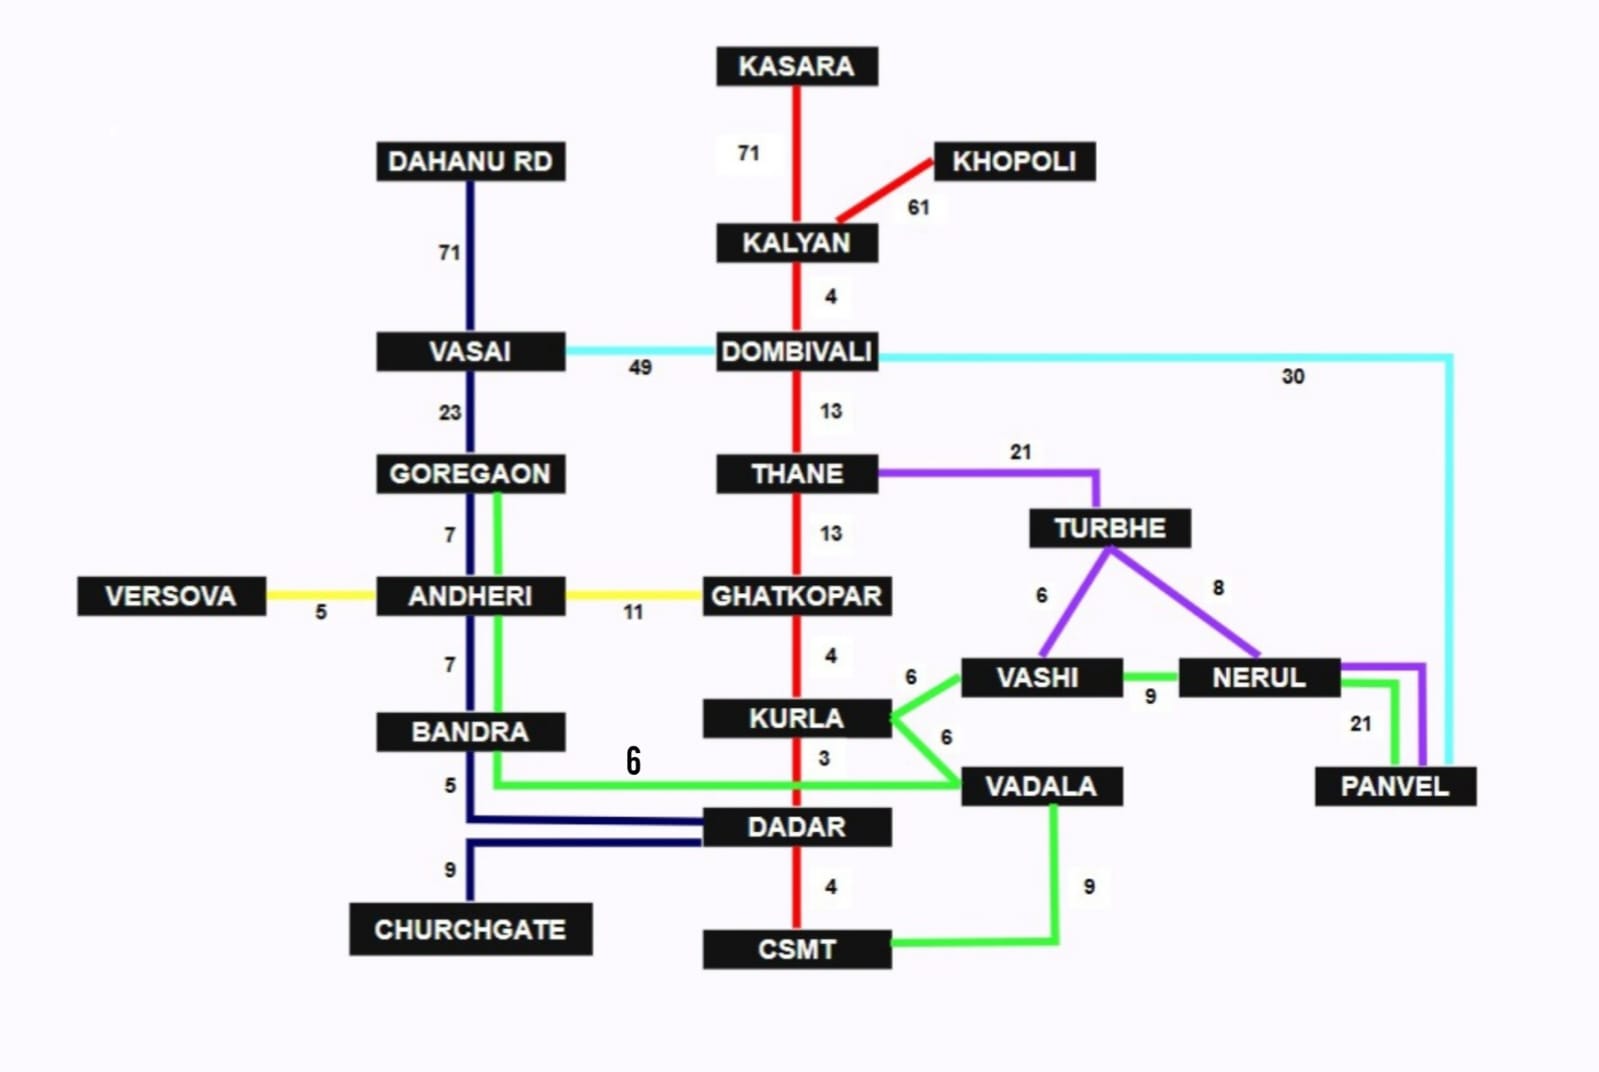 KASARA
71
DAHANU RD
KHOPOLI
61
KALYAN
71
4
VASAI
49
DOMBIVALI
30
23
13
GOREGAON
THANE
21
7
13
TURBHE
6
8
VERSOVA
5
ANDHERI
11
GHATKOPAR
7
4
6
VASHI
9
NERUL
BANDRA
KURLA
6
21
6
3
5
VADALA
PANVEL
DADAR
9
4
9
CHURCHGATE
CSMT